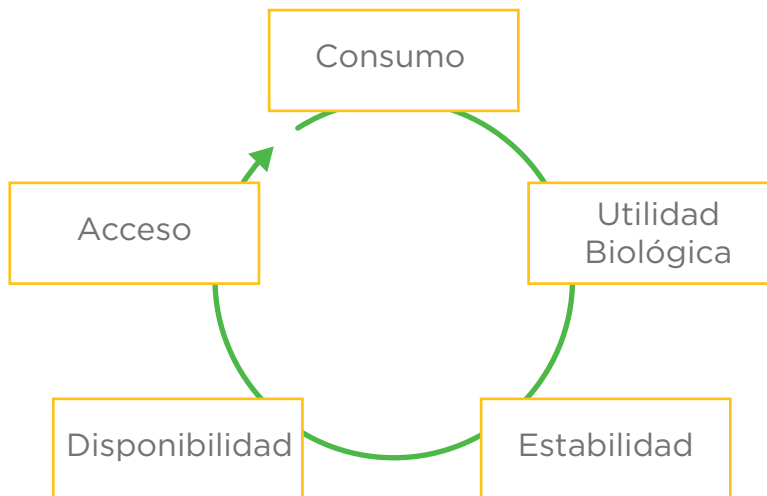 Consumo
Utilidad
Biológica
Acceso
Disponibilidad
Estabilidad